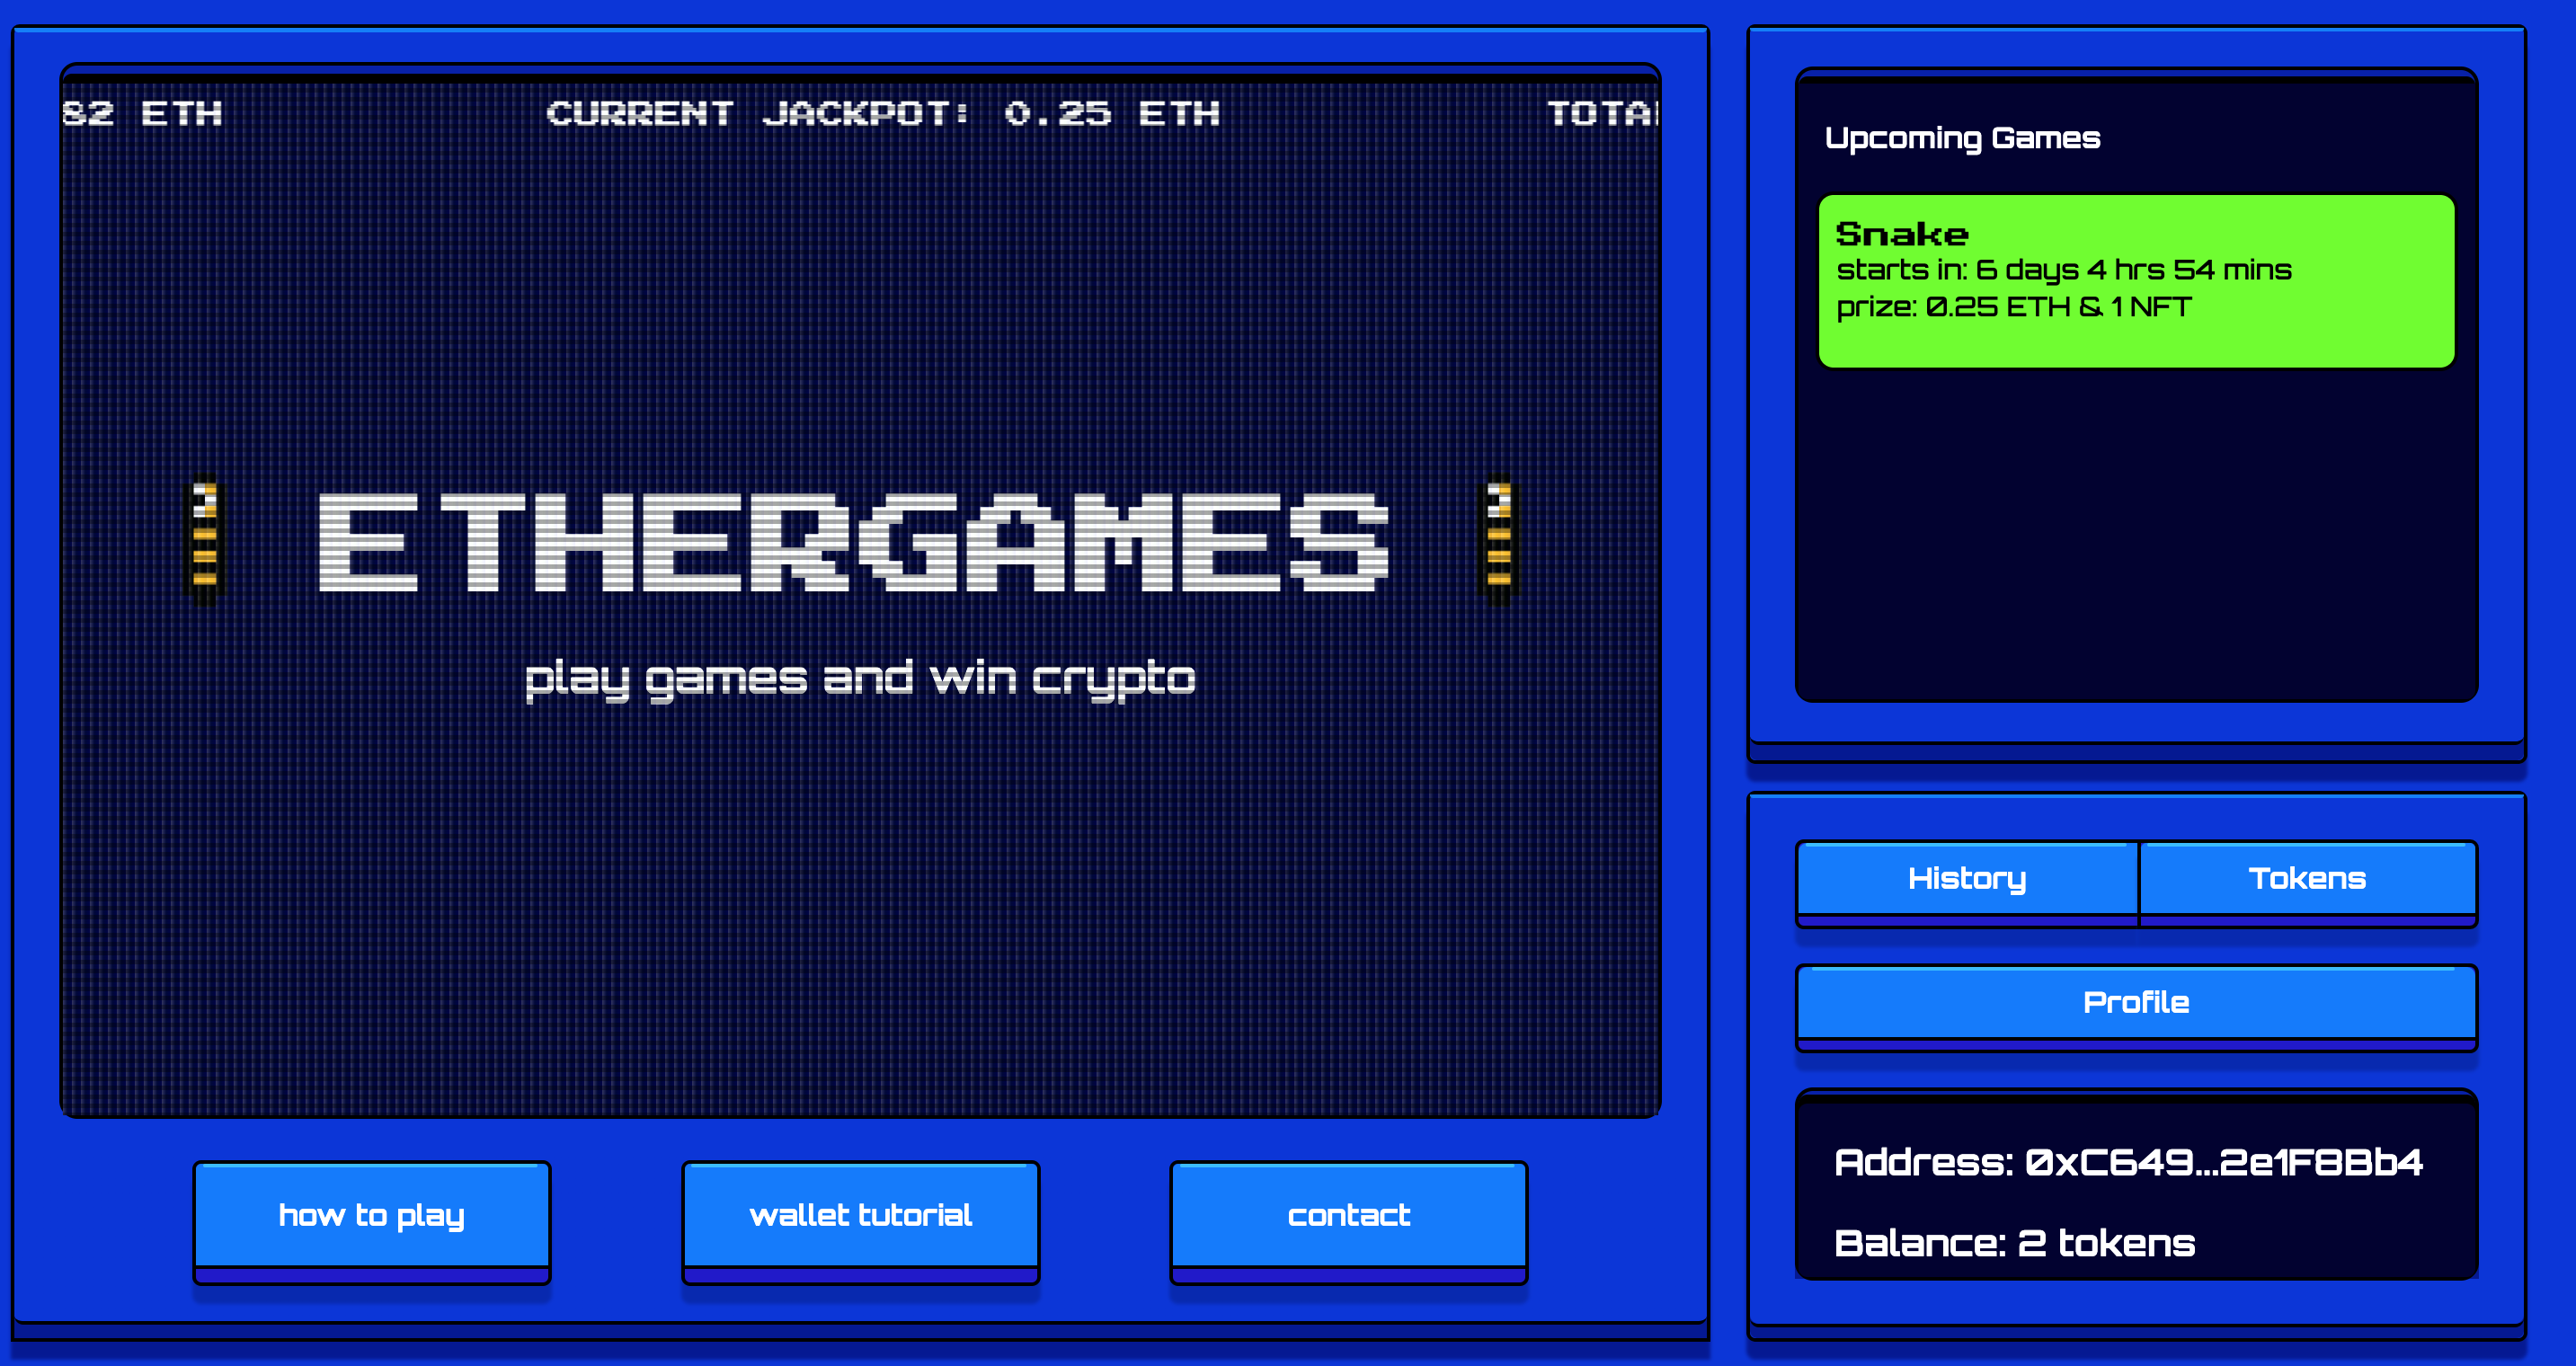 82 ETH CURRENT JACKPOT: 0.25 ETH
ETHERGAMES
play games and win crypto
how to play
wallet tutorial
contact
Upcoming Games
Snake
starts in: 6 days 4 hrs 54 mins
prize: 0.25 ETH & 1 NFT
History
Tokens
Profile
Address: 0xC649...2e1F8Bb4
Balance: 2 tokens